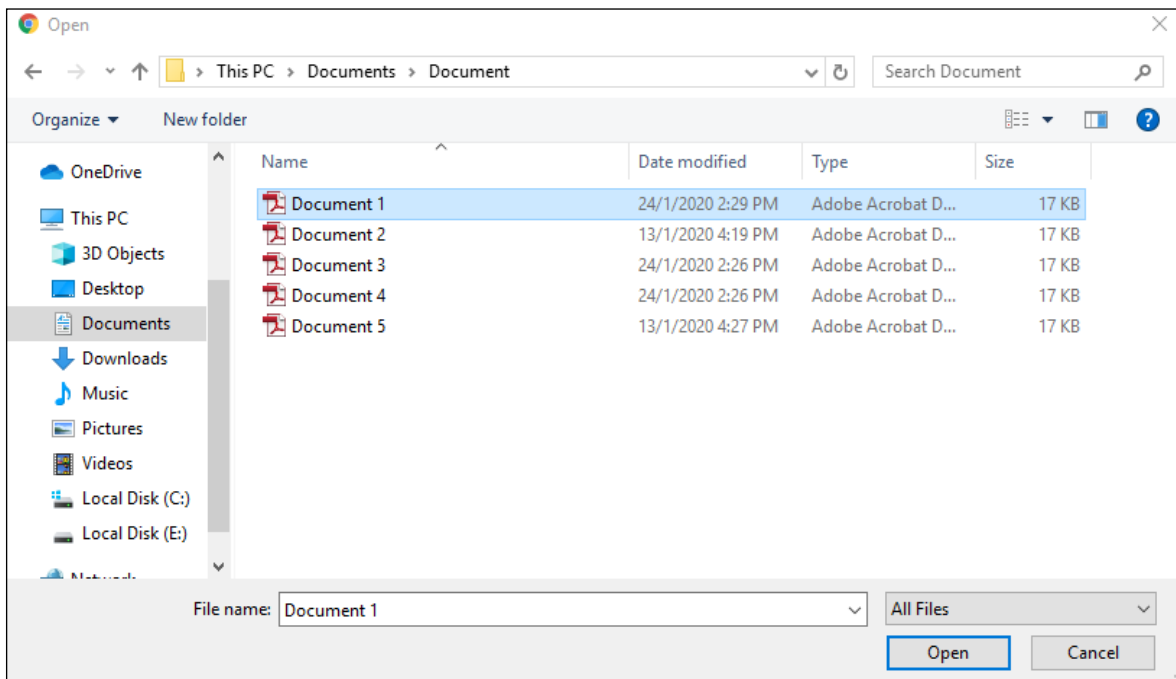 Open
This PC > Documents > Document
Search Document
Organize
New folder
Name Date modified Type Size
OneDrive
This PC
3D Objects
Desktop
Documents
Downloads
Music
Pictures
Videos
Local Disk (C:)
Local Disk (E:)
Network
Document 1 24/1/2020 2:29 PM Adobe Acrobat D... 17 KB
Document 2 13/1/2020 4:19 PM Adobe Acrobat D... 17 KB
Document 3 24/1/2020 2:26 PM Adobe Acrobat D... 17 KB
Document 4 24/1/2020 2:26 PM Adobe Acrobat D... 17 KB
Document 5 13/1/2020 4:27 PM Adobe Acrobat D... 17 KB
File name: Document 1
All Files
Open
Cancel